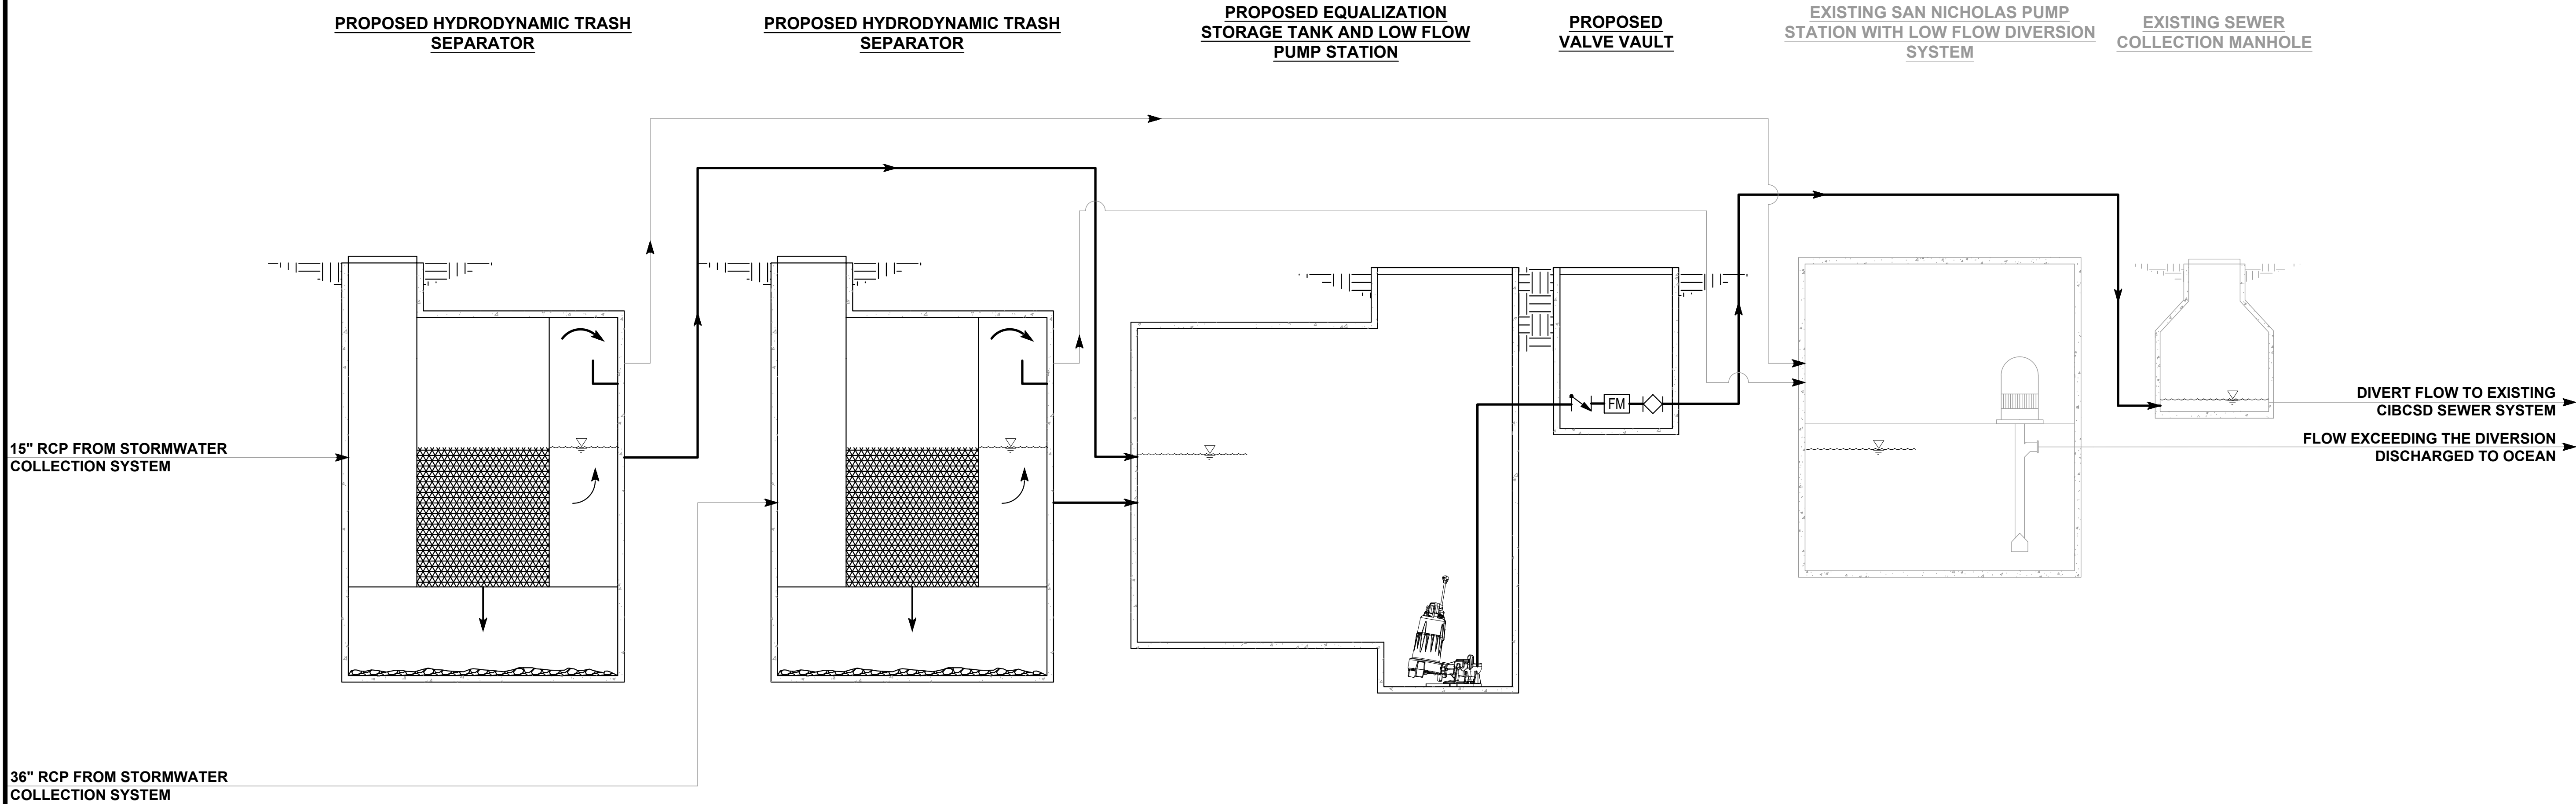 PROPOSED HYDRODYNAMIC TRASH
SEPARATOR
PROPOSED HYDRODYNAMIC TRASH
SEPARATOR
PROPOSED EQUALIZATION
STORAGE TANK AND LOW FLOW
PUMP STATION
PROPOSED
VALVE VAULT
EXISTING SAN NICHOLAS PUMP
STATION WITH LOW FLOW DIVERSION
SYSTEM
EXISTING SEWER
COLLECTION MANHOLE
15" RCP FROM STORMWATER
COLLECTION SYSTEM
36" RCP FROM STORMWATER
COLLECTION SYSTEM
FM
DIVERT FLOW TO EXISTING
CIBCSD SEWER SYSTEM
FLOW EXCEEDING THE DIVERSION
DISCHARGED TO OCEAN